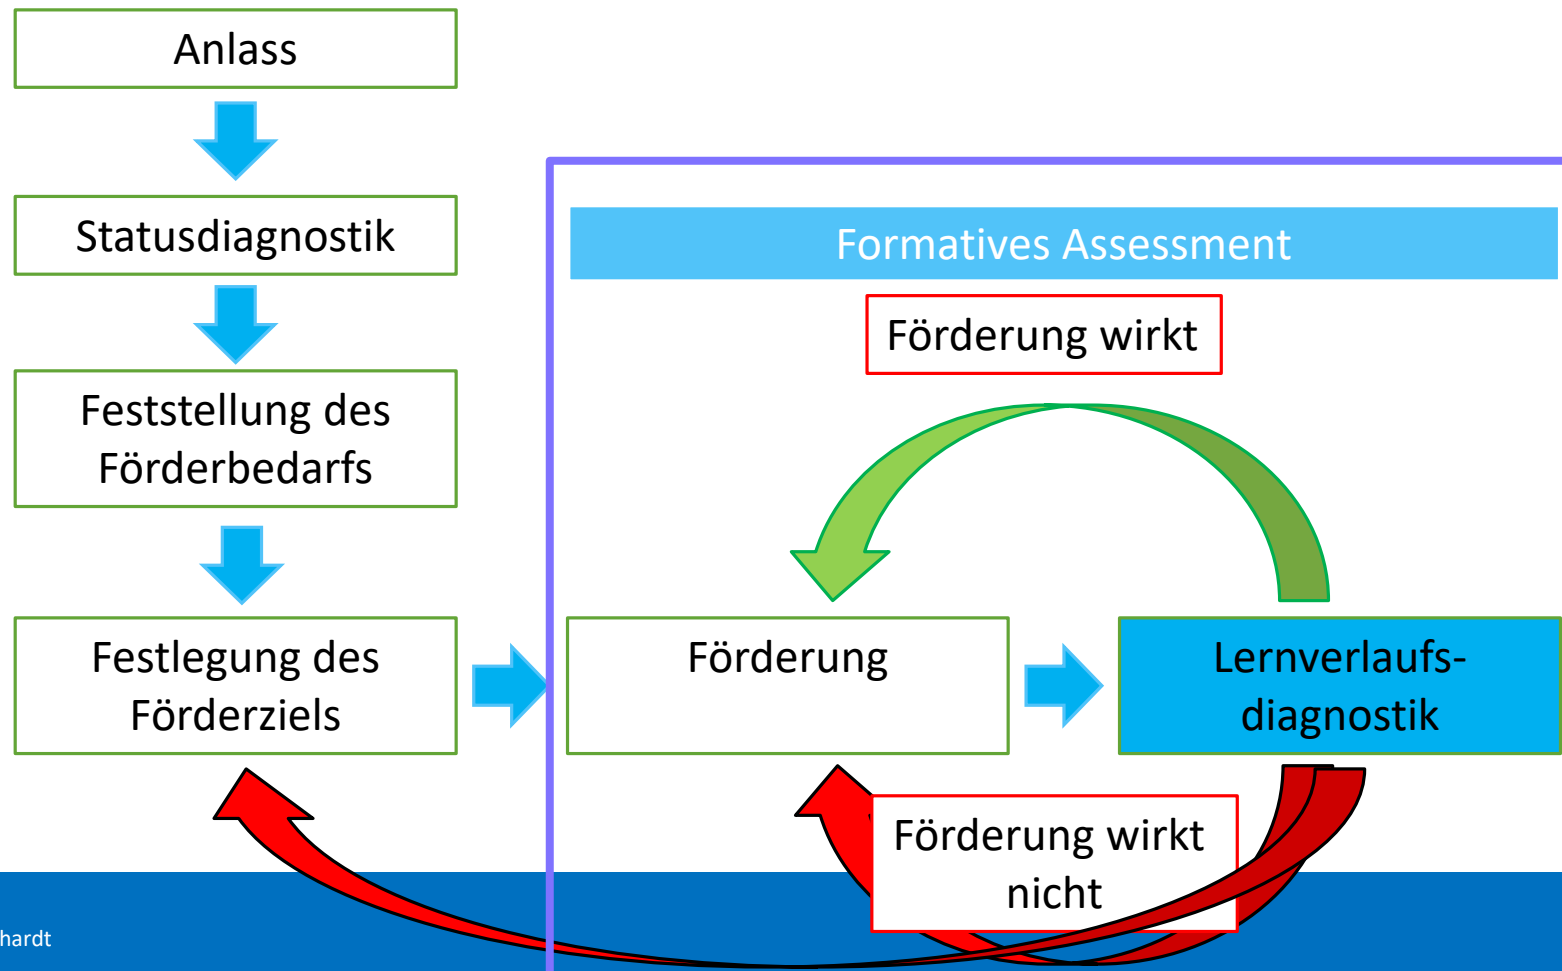 Anlass
Statusdiagnostik
Feststellung des
Förderbedarfs
Festlegung des
Förderziels
Formatives Assessment
Förderung wirkt
Förderung
Lernverlaufs-
diagnostik
Förderung wirkt
nicht
hardt